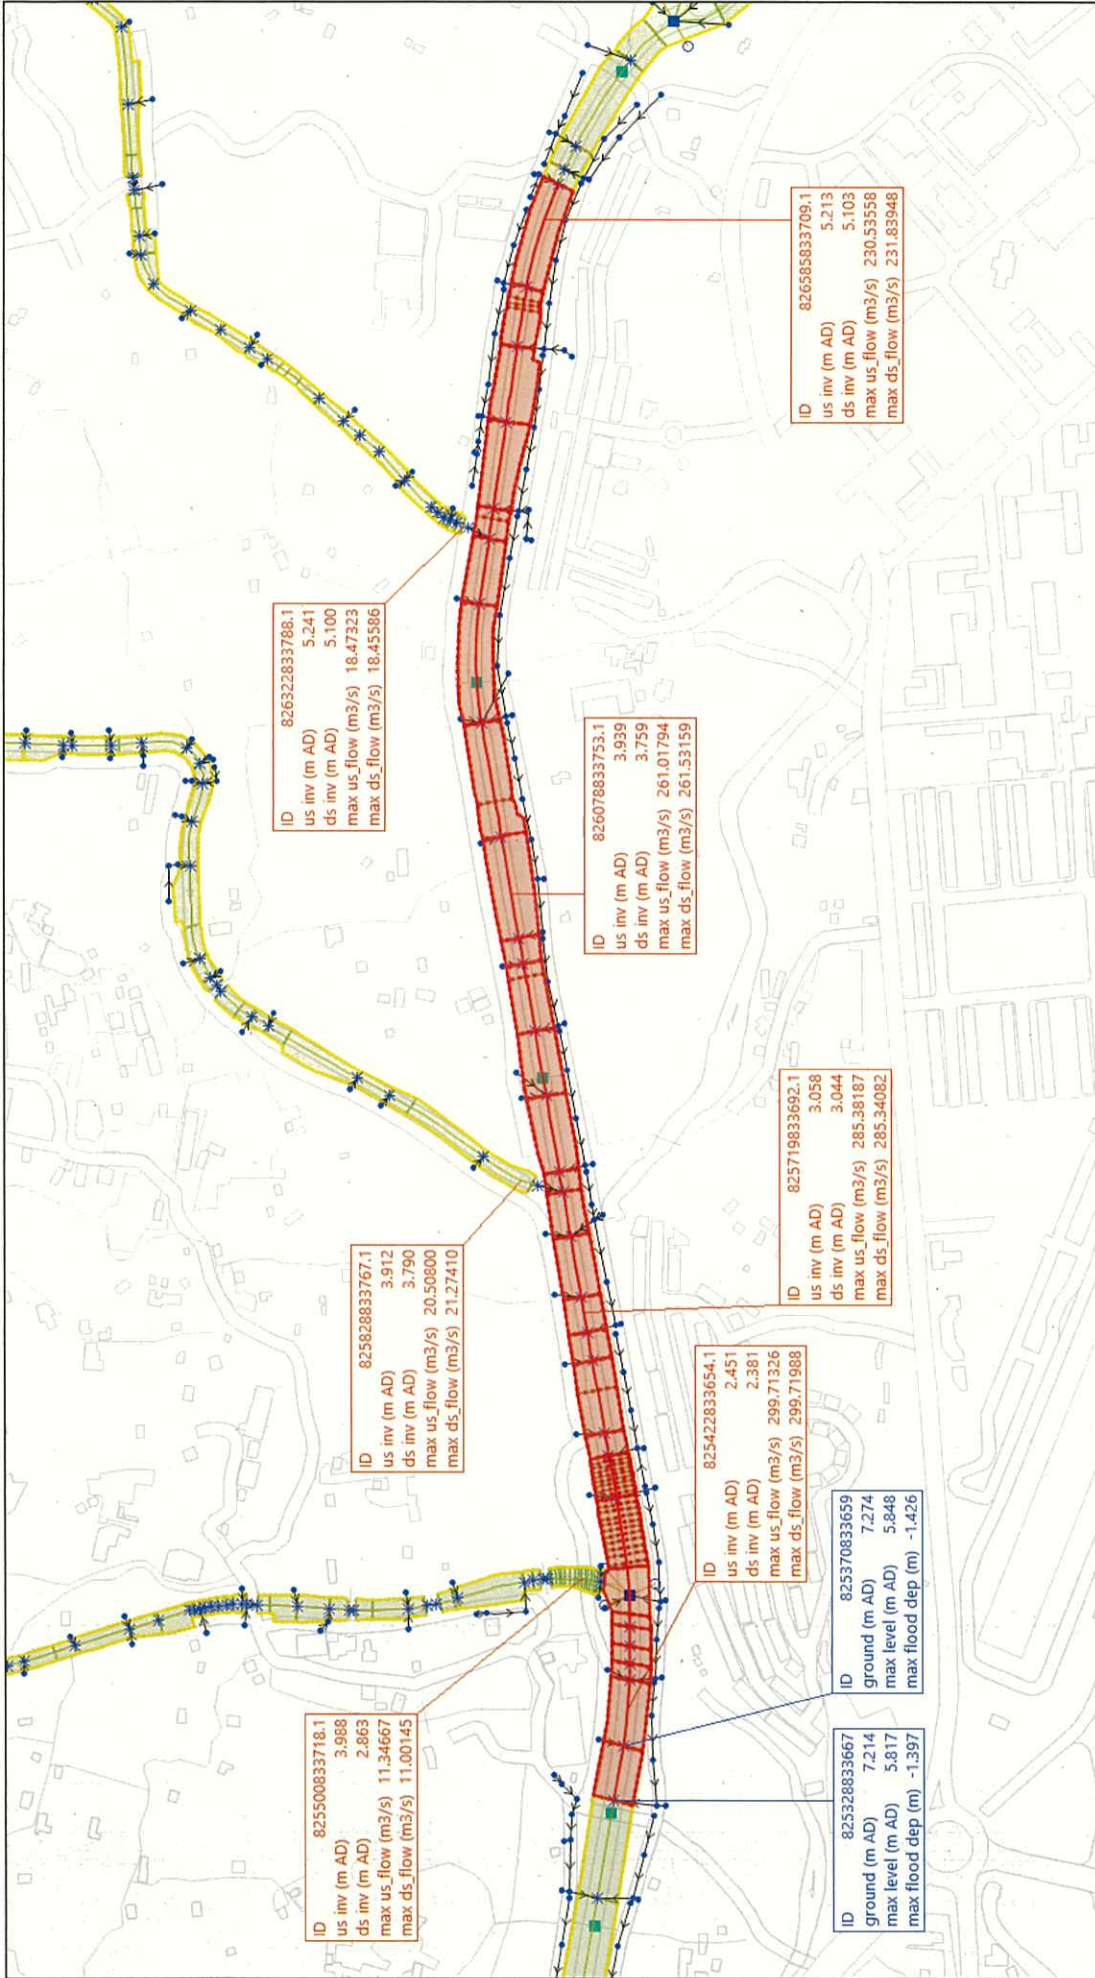 ID 825500833718.1
us inv (m AD) 3.988
ds inv (m AD) 2.863
max us_flow (m3/s) 11.34667
max ds_flow (m3/s) 11.00145
ID 825828833767.1
us inv (m AD) 3.912
ds inv (m AD) 3.790
max us_flow (m3/s) 20.50800
max ds_flow (m3/s) 21.27410
ID 826322833788.1
us inv (m AD) 5.241
ds inv (m AD) 5.100
max us_flow (m3/s) 18.47323
max ds_flow (m3/s) 18.45586
ID 825328833667
ground (m AD) 7.214
max level (m AD) 5.817
max flood dep (m) -1.397
ID 825370833659
ground (m AD) 7.274
max level (m AD) 5.848
max flood dep (m) -1.426
ID 825422833654.1
us inv (m AD) 2.451
ds inv (m AD) 2.381
max us_flow (m3/s) 299.71326
max ds_flow (m3/s) 299.71988
ID 825719833692.1
us inv (m AD) 3.058
ds inv (m AD) 3.044
max us_flow (m3/s) 285.38187
max ds_flow (m3/s) 285.34082
ID 826078833753.1
us inv (m AD) 3.939
ds inv (m AD) 3.759
max us_flow (m3/s) 261.01794
max ds_flow (m3/s) 261.53159
ID 826585833709.1
us inv (m AD) 5.213
ds inv (m AD) 5.103
max us_flow (m3/s) 230.53558
max ds_flow (m3/s) 231.83948